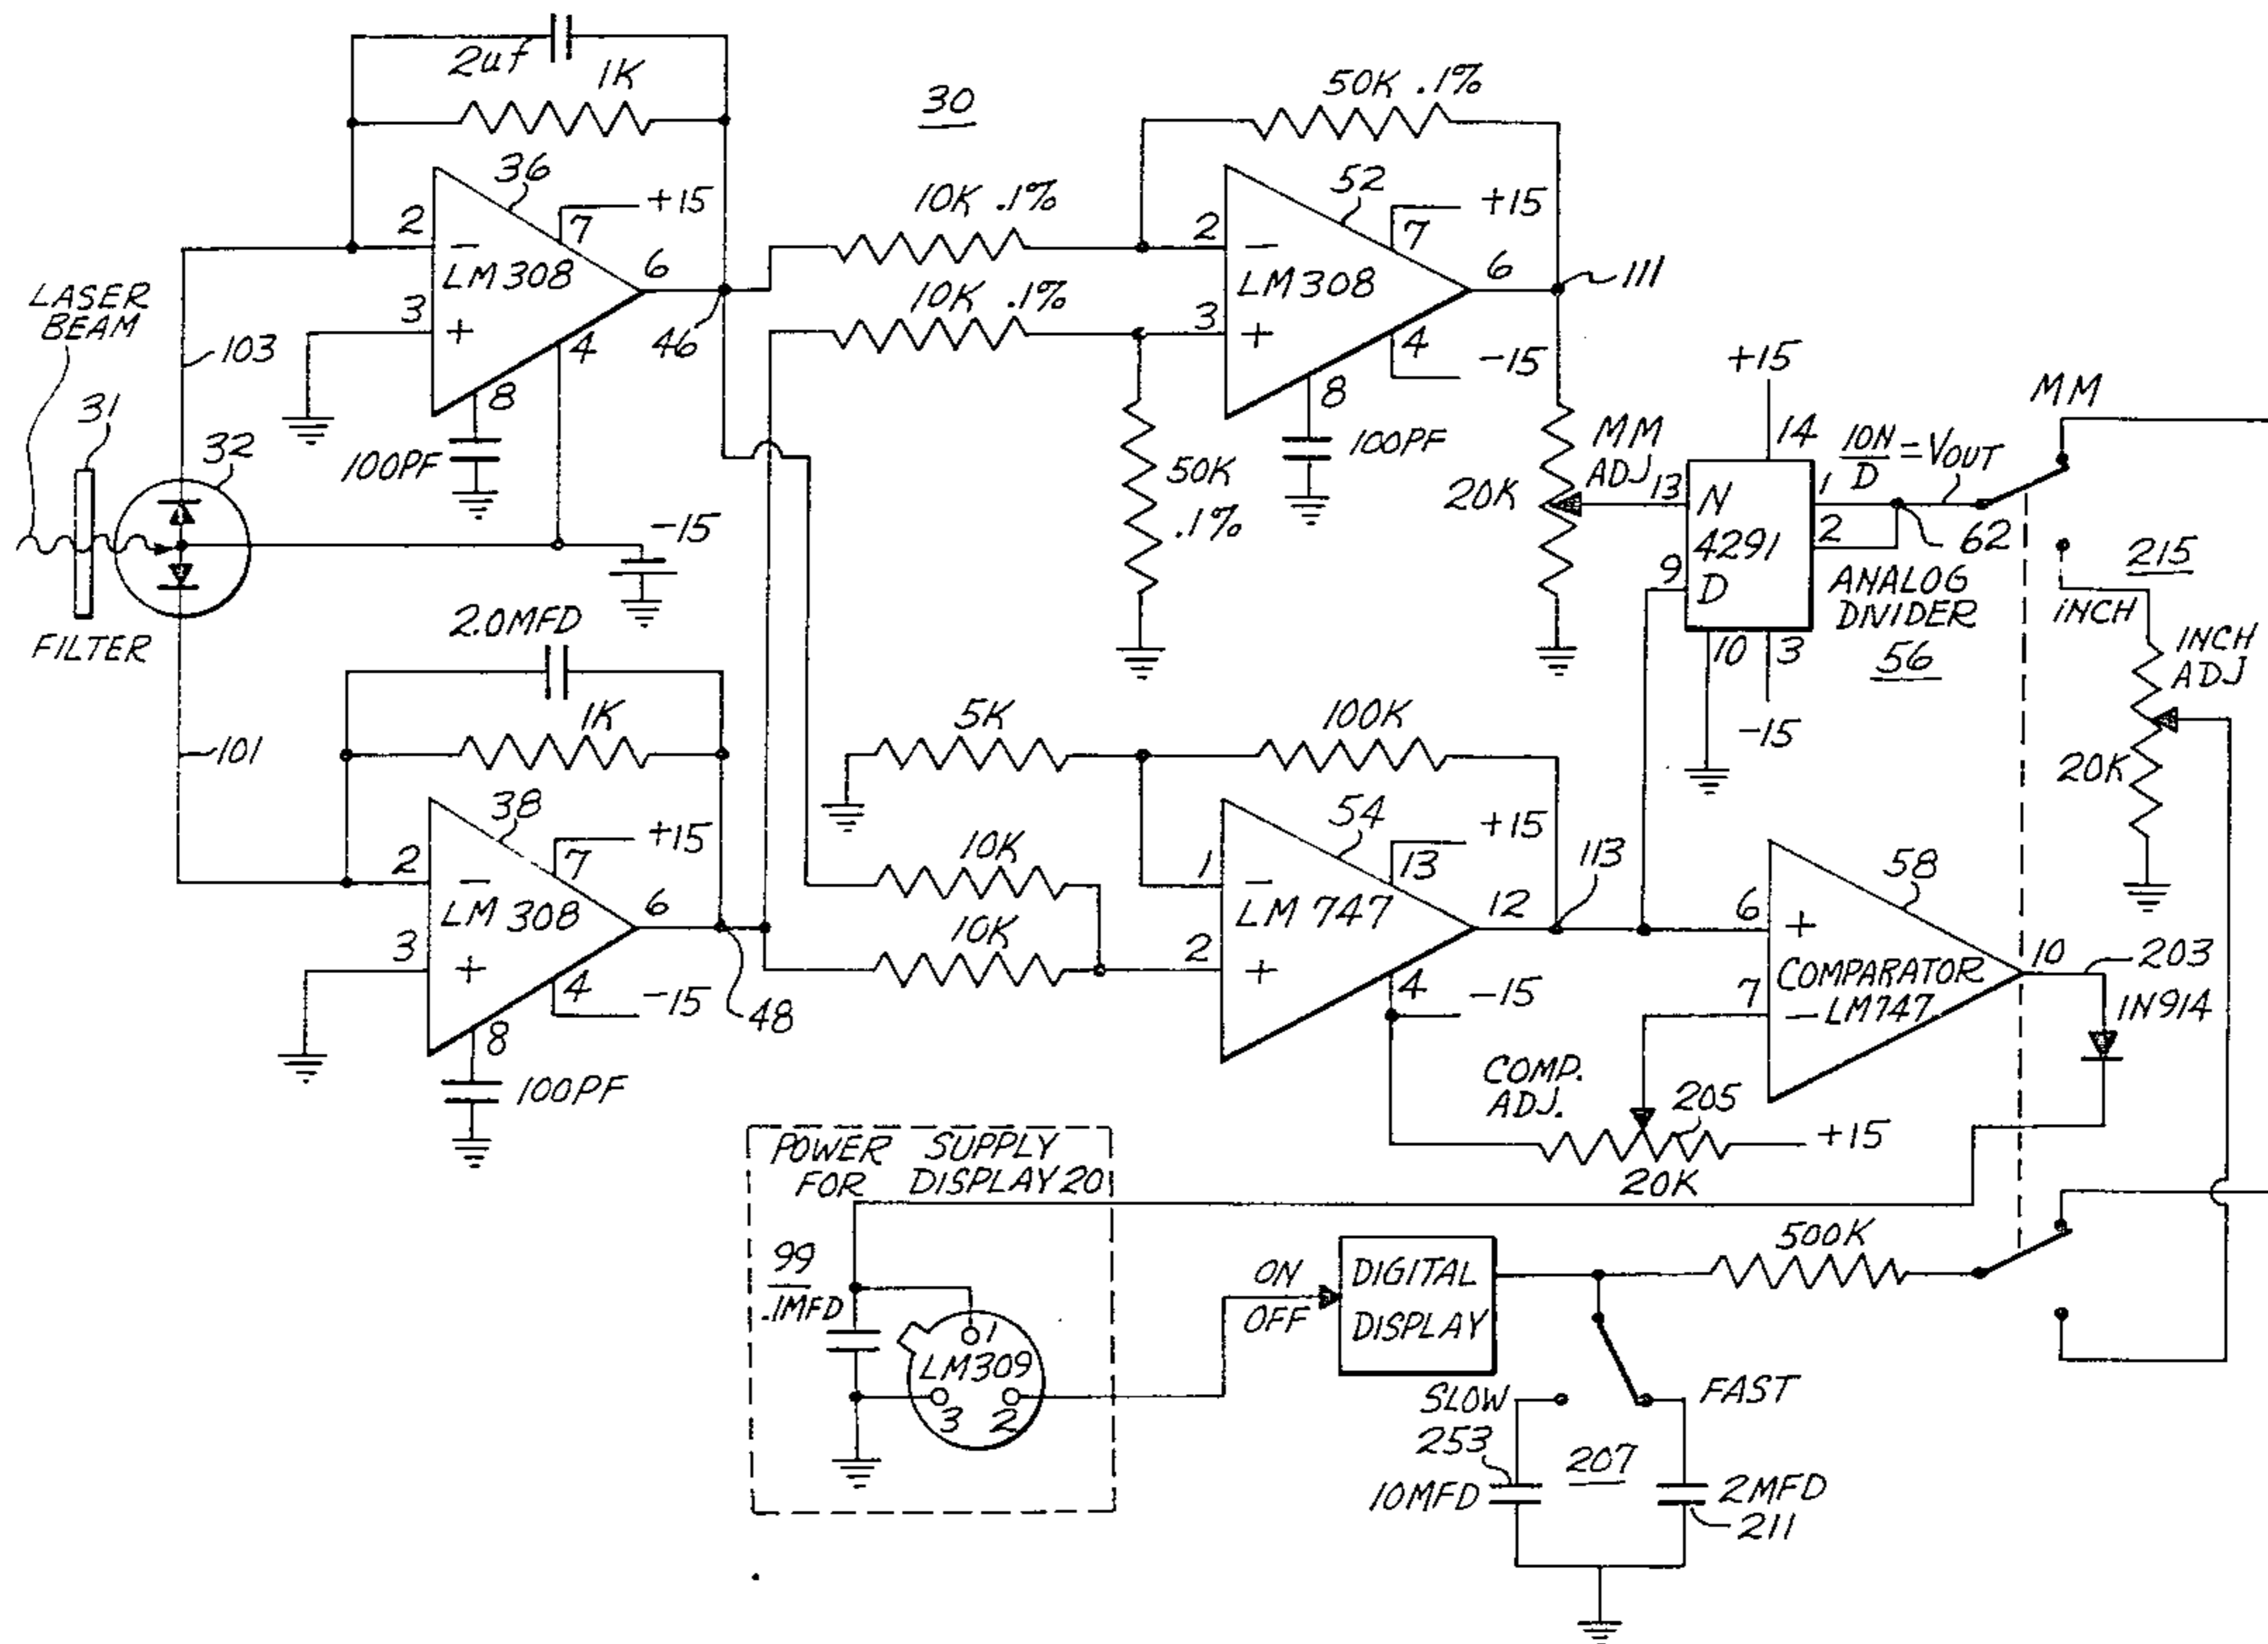 2uf
1K
30
50K .1%
36
+15
7
2
−
LM308
6
3
+
4
8
100PF
46
10K .1%
10K .1%
52
+15
7
2
−
LM308
6
111
3
+
4
-15
8
100PF
50K
.1%
LASER
BEAM
103
31
32
-15
FILTER
101
MM
ADJ
20K
+15
14
13
N
4291
9
D
1
2
10
3
-15
10N/D = VOUT
62
ANALOG
DIVIDER
56
MM
215
INCH
INCH
ADJ
20K
2.0MFD
1K
38
+15
7
2
−
LM308
6
3
+
4
-15
48
8
100PF
5K
100K
10K
10K
54
+15
13
1
−
LM747
12
113
2
+
4
-15
58
6
+
COMPARATOR
7
− LM747
10
203
1N914
COMP.
ADJ.
205
+15
20K
POWER SUPPLY
FOR DISPLAY 20
99
.1MFD
1
LM309
3
2
ON
OFF
DIGITAL
DISPLAY
500K
SLOW
FAST
253
207
10MFD
2MFD
211